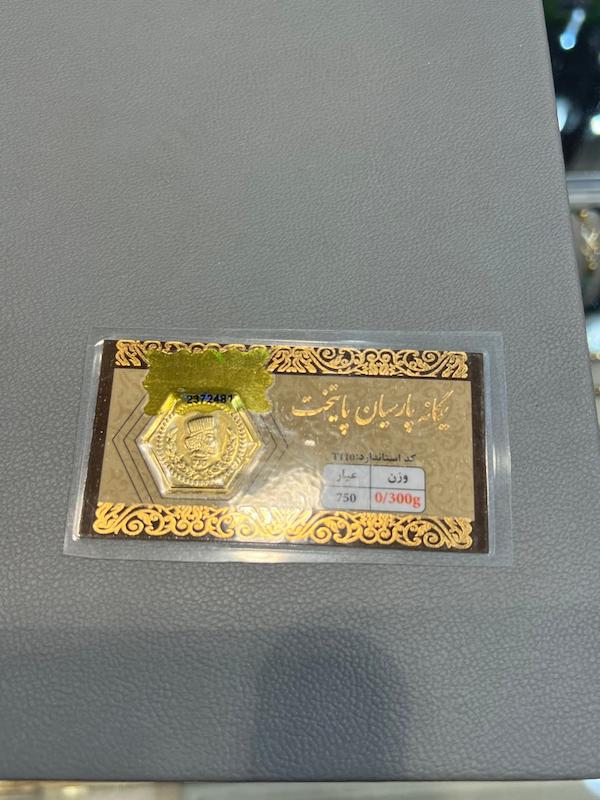 2372481
یگانه پارسیان پایتخت
کد استاندارد:TT10
وزن عیار
0/300g 750